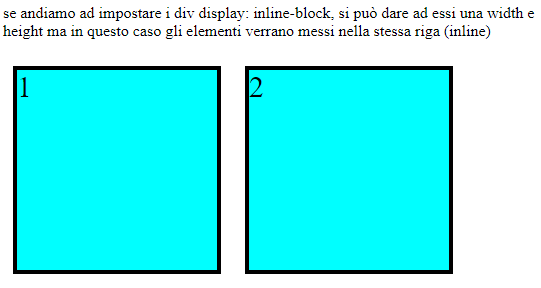 se andiamo ad impostare i div display: inline-block, si può dare ad essi una width e
height ma in questo caso gli elementi verrano messi nella stessa riga (inline)
1 2